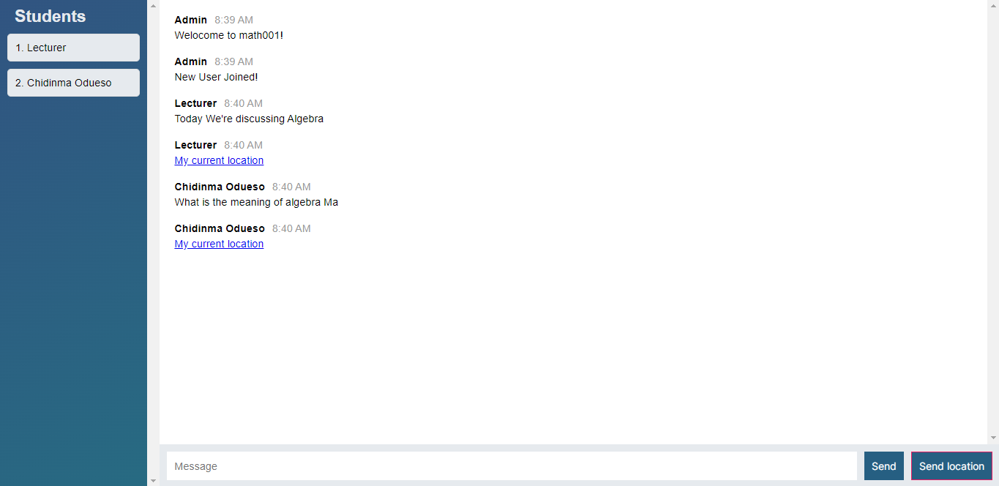 Students
1. Lecturer
2. Chidinma Odueso
Admin 8:39 AM
Welocome to math001!
Admin 8:39 AM
New User Joined!
Lecturer 8:40 AM
Today We're discussing Algebra
Lecturer 8:40 AM
My current location
Chidinma Odueso 8:40 AM
What is the meaning of algebra Ma
Chidinma Odueso 8:40 AM
My current location
Message
Send
Send location